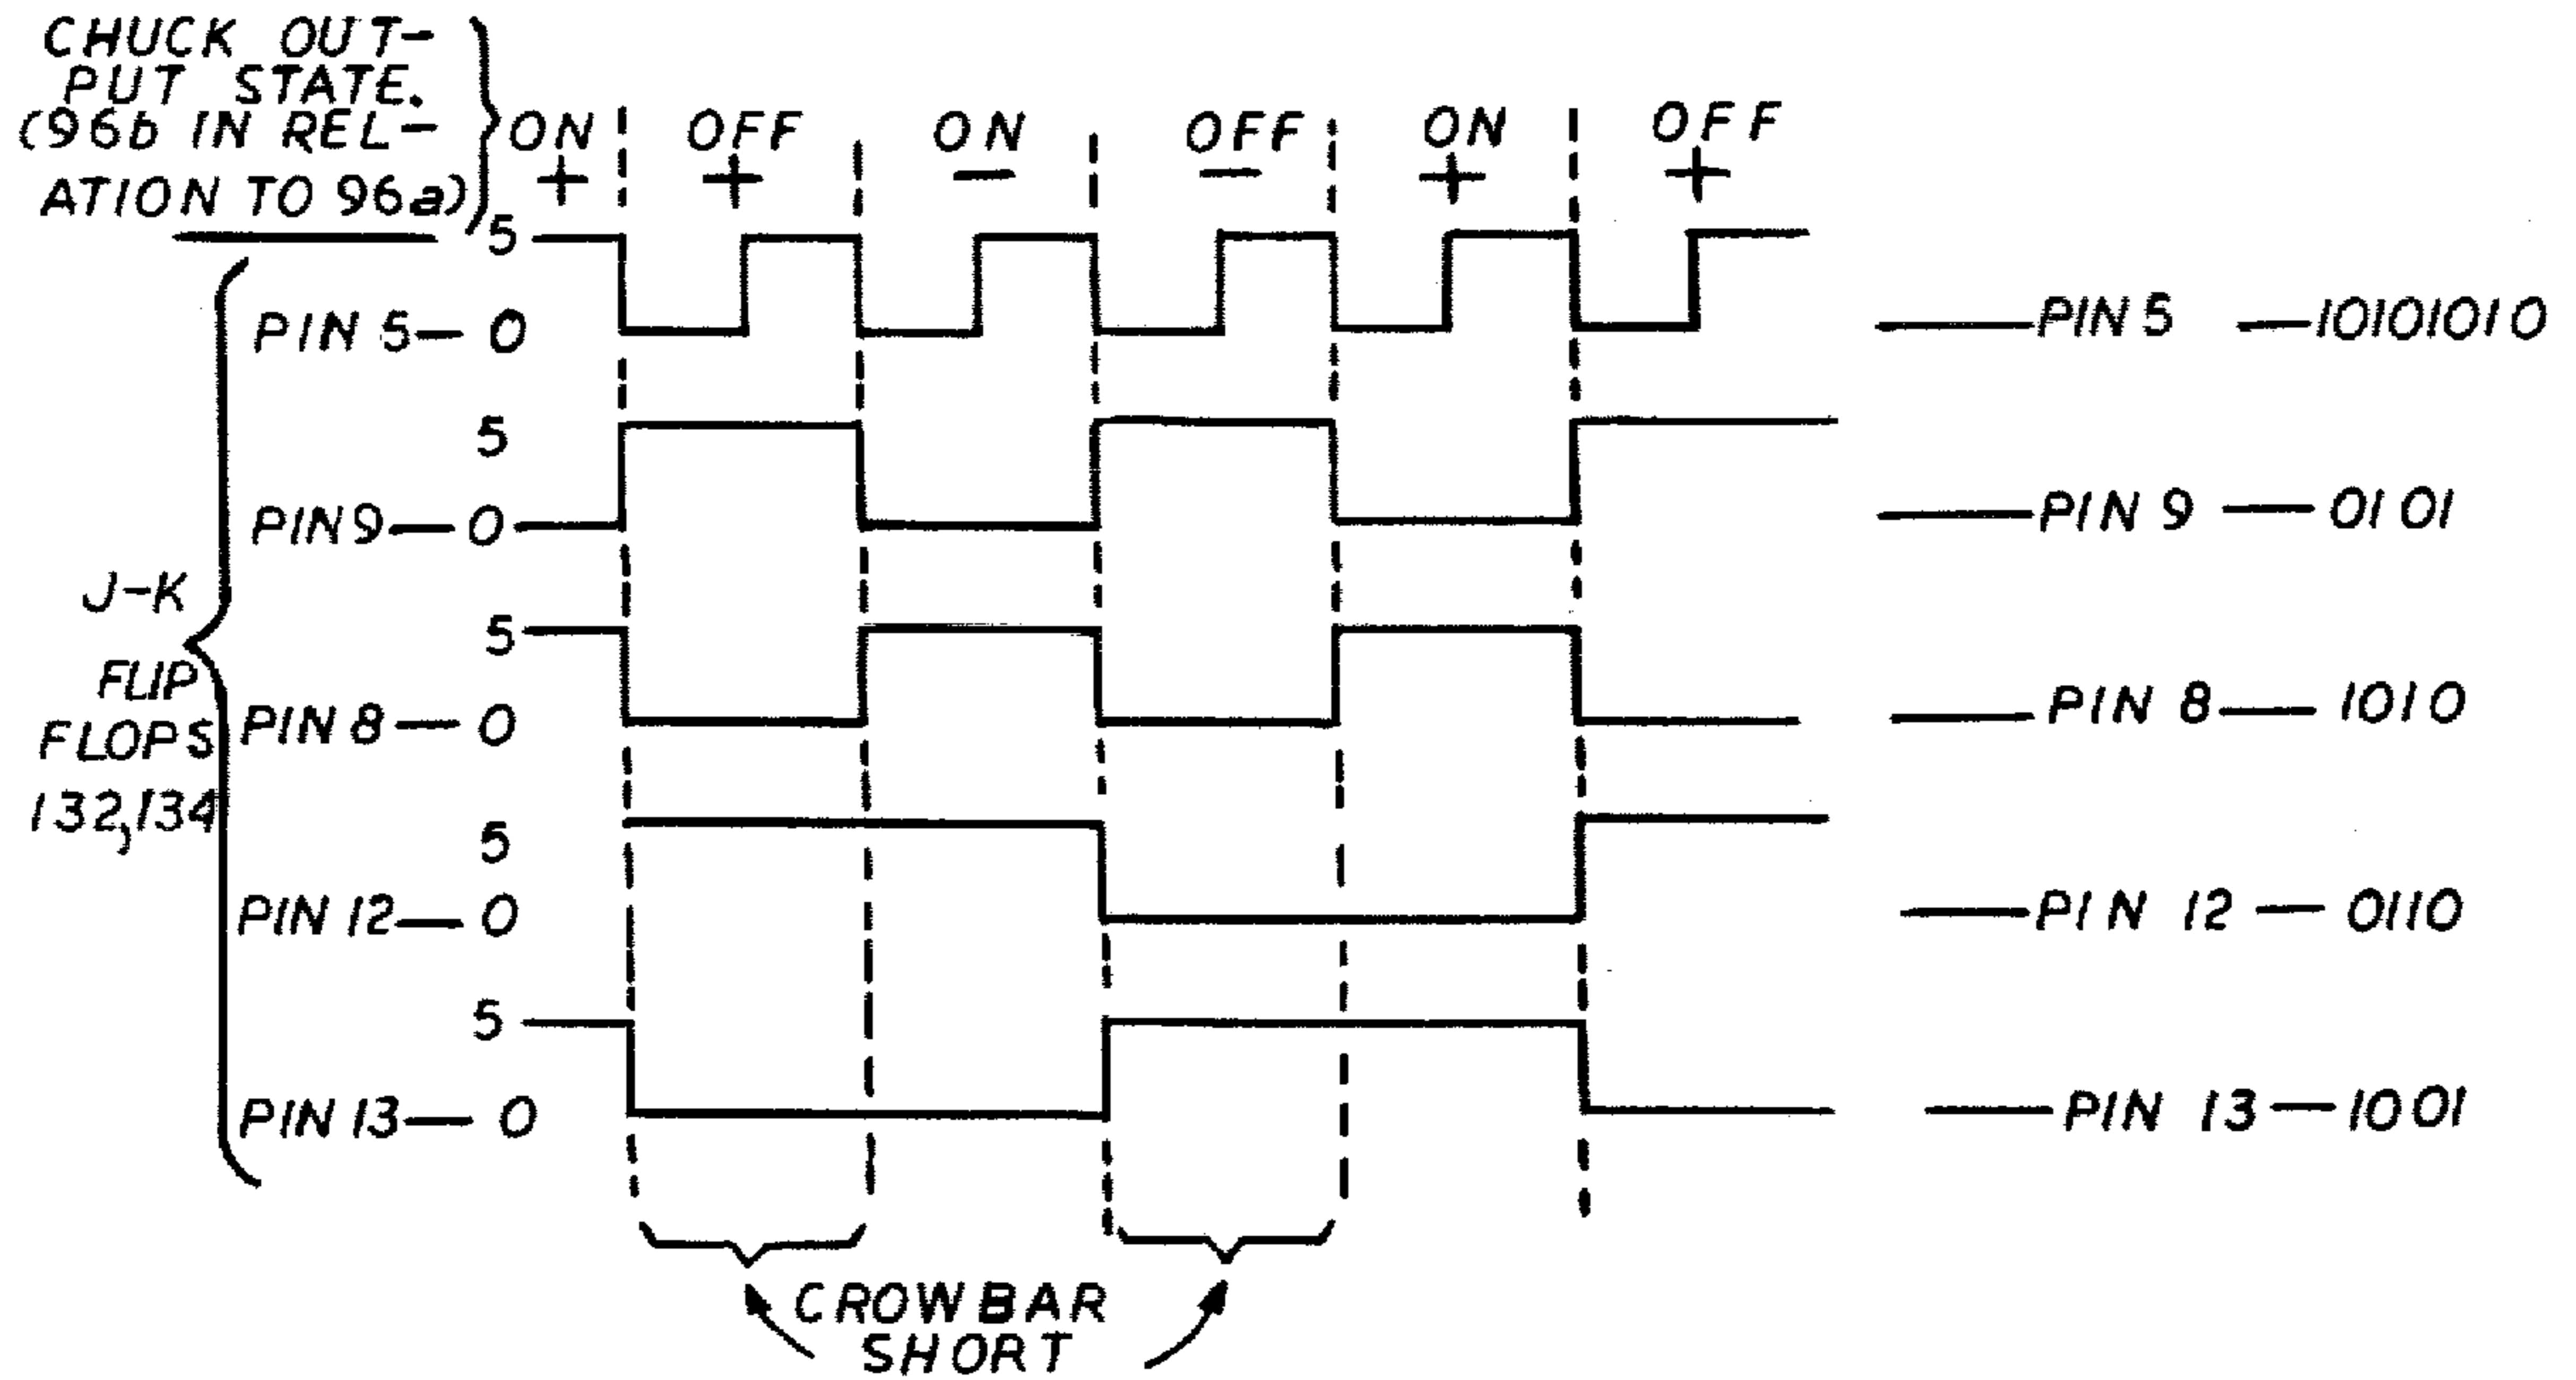 CHUCK OUT-
PUT STATE.
(96b IN REL-
ATION TO 96a)
ON OFF ON OFF ON OFF
+ + — — + +
5
PIN 5— 0
—PIN 5 —10101010
5
PIN9— 0
—PIN 9 —0101
J-K
FLIP
FLOPS
132,134
5
PIN 8— 0
—PIN 8— 1010
5
PIN 12— 0
—PIN 12 — 0110
5
PIN 13— 0
—PIN 13—1001
CROWBAR
SHORT